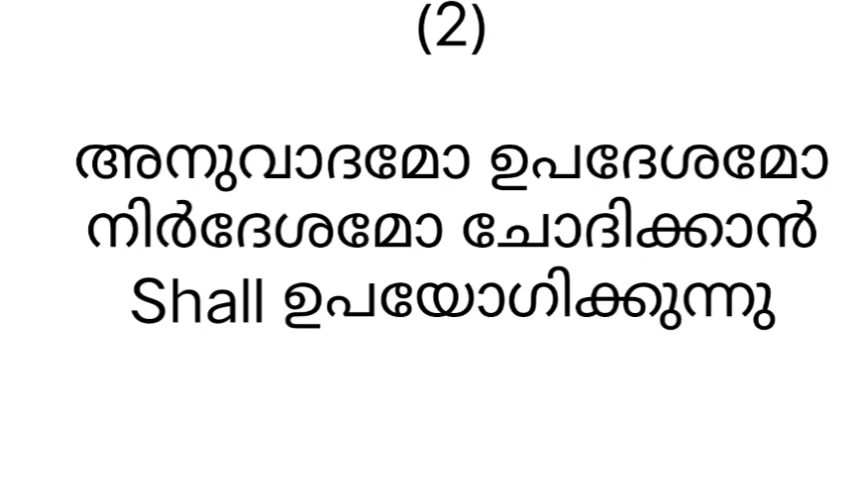 (2)
അനുവാദമോ ഉപദേശമോ
നിർദേശമോ ചോദിക്കാൻ
Shall ഉപയോഗിക്കുന്നു